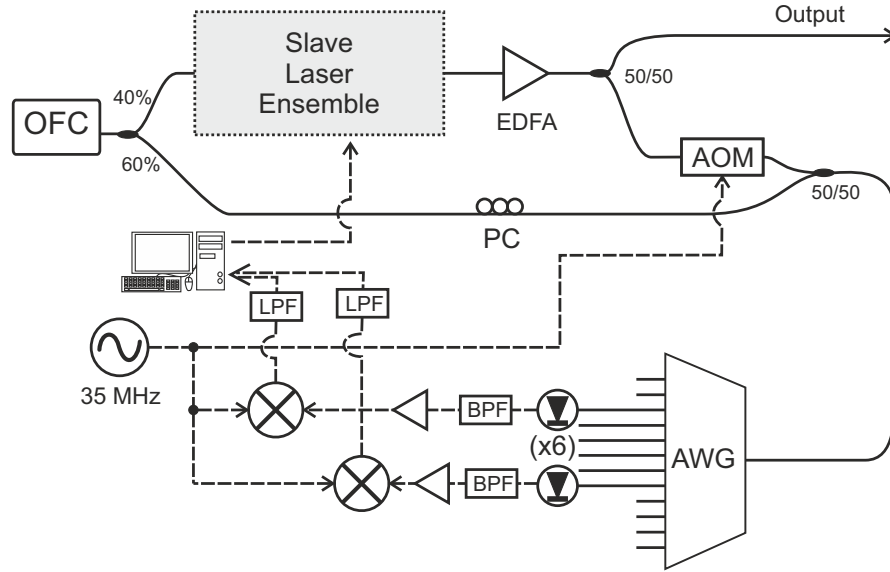 Output
Slave
Laser
Ensemble
40%
50/50
OFC
EDFA
60%
AOM
50/50
PC
LPF
LPF
35 MHz
BPF
(x6)
AWG
BPF